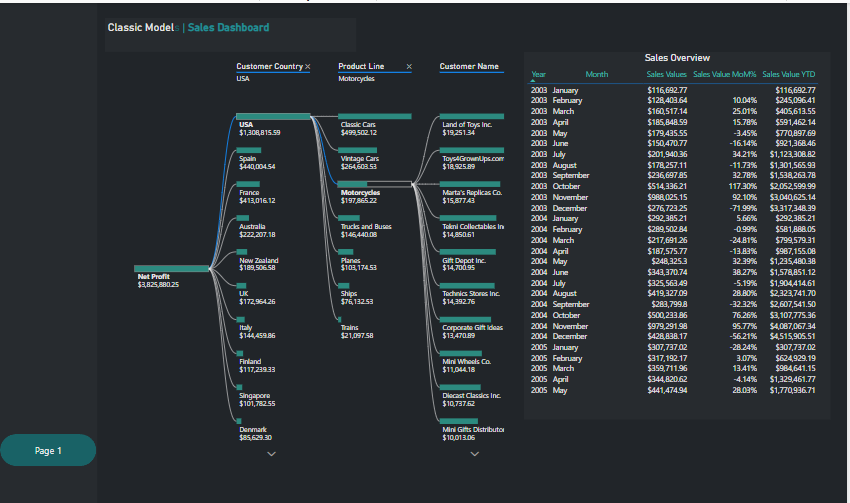 Classic Models | Sales Dashboard
Customer Country ×
USA
Product Line ×
Motorcycles
Customer Name
Net Profit
$3,825,880.25
USA
$1,308,815.59
Spain
$440,004.54
France
$413,016.12
Australia
$222,207.18
New Zealand
$189,506.58
UK
$172,964.26
Italy
$144,459.86
Finland
$117,239.33
Singapore
$101,782.55
Denmark
$85,629.30
Classic Cars
$499,502.12
Vintage Cars
$264,603.53
Motorcycles
$197,865.22
Trucks and Buses
$146,440.08
Planes
$103,174.53
Ships
$76,132.53
Trains
$21,097.58
Land of Toys Inc.
$19,251.34
Toys4GrownUps.com
$18,925.89
Marta's Replicas Co.
$15,877.43
Tekni Collectables In
$14,850.61
Gift Depot Inc.
$14,700.95
Technics Stores Inc.
$14,392.76
Corporate Gift Ideas
$13,470.89
Mini Wheels Co.
$11,044.18
Diecast Classics Inc.
$10,737.62
Mini Gifts Distributo
$10,013.06
Sales Overview
Year Month Sales Values Sales Value MoM% Sales Value YTD
2003 January $116,692.77 $116,692.77
2003 February $128,403.64 10.04% $245,096.41
2003 March $160,517.14 25.01% $405,613.55
2003 April $185,848.59 15.78% $591,462.14
2003 May $179,435.55 -3.45% $770,897.69
2003 June $150,470.77 -16.14% $921,368.46
2003 July $201,940.36 34.21% $1,123,308.82
2003 August $178,257.11 -11.73% $1,301,565.93
2003 September $236,697.85 32.78% $1,538,263.78
2003 October $514,336.21 117.30% $2,052,599.99
2003 November $988,025.15 92.10% $3,040,625.14
2003 December $276,723.25 -71.99% $3,317,348.39
2004 January $292,385.21 5.66% $292,385.21
2004 February $289,502.84 -0.99% $581,888.05
2004 March $217,691.26 -24.81% $799,579.31
2004 April $187,575.77 -13.83% $987,155.08
2004 May $248,325.3 32.39% $1,235,480.38
2004 June $343,370.74 38.27% $1,578,851.12
2004 July $325,563.49 -5.19% $1,904,414.61
2004 August $419,327.09 28.80% $2,323,741.70
2004 September $283,799.8 -32.32% $2,607,541.50
2004 October $500,233.86 76.26% $3,107,775.36
2004 November $979,291.98 95.77% $4,087,067.34
2004 December $428,838.17 -56.21% $4,515,905.51
2005 January $307,737.02 -28.24% $307,737.02
2005 February $317,192.17 3.07% $624,929.19
2005 March $359,711.96 13.41% $984,641.15
2005 April $344,820.62 -4.14% $1,329,461.77
2005 May $441,474.94 28.03% $1,770,936.71
Page 1